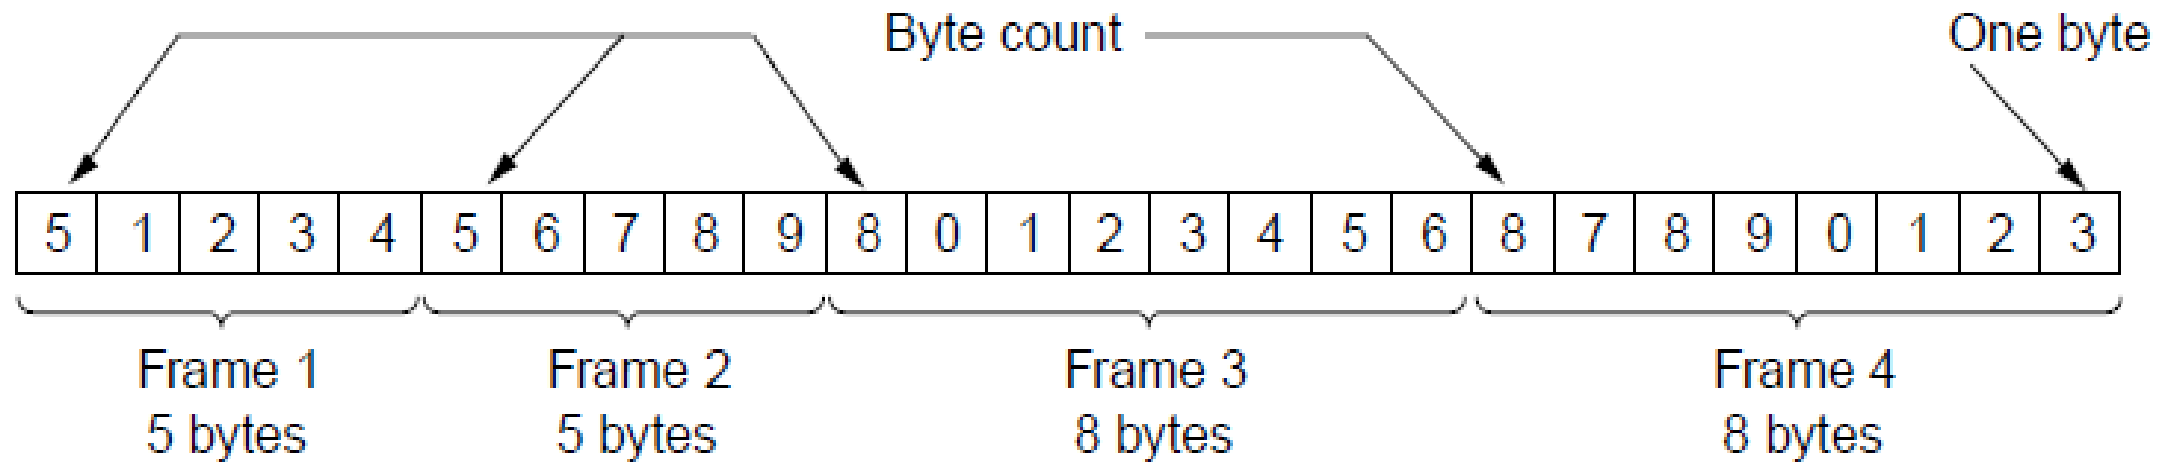 Byte count One byte
5 1 2 3 4 5 6 7 8 9 8 0 1 2 3 4 5 6 8 7 8 9 0 1 2 3
Frame 1 Frame 2 Frame 3 Frame 4
5 bytes 5 bytes 8 bytes 8 bytes